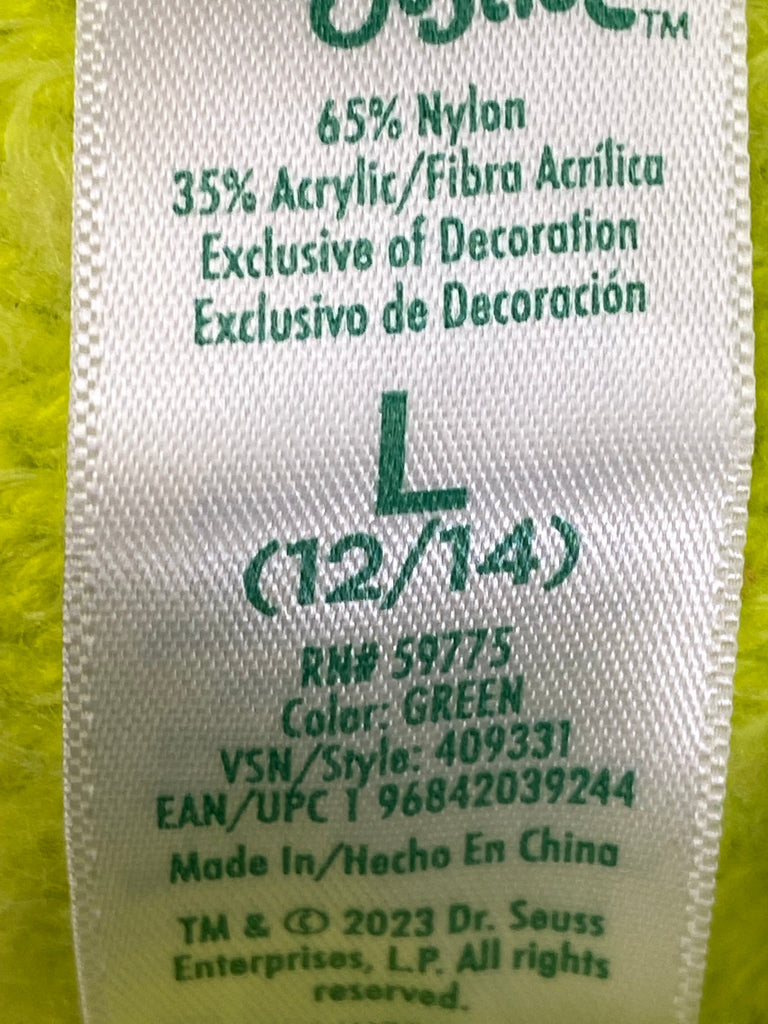 TM
65% Nylon
35% Acrylic/Fibra Acrílica
Exclusive of Decoration
Exclusivo de Decoración
L
(12/14)
RN# 59775
Color: GREEN
VSN/Style: 409331
EAN/UPC 1 96842039244
Made In/Hecho En China
TM & © 2023 Dr. Seuss
Enterprises, L.P. All rights
reserved.